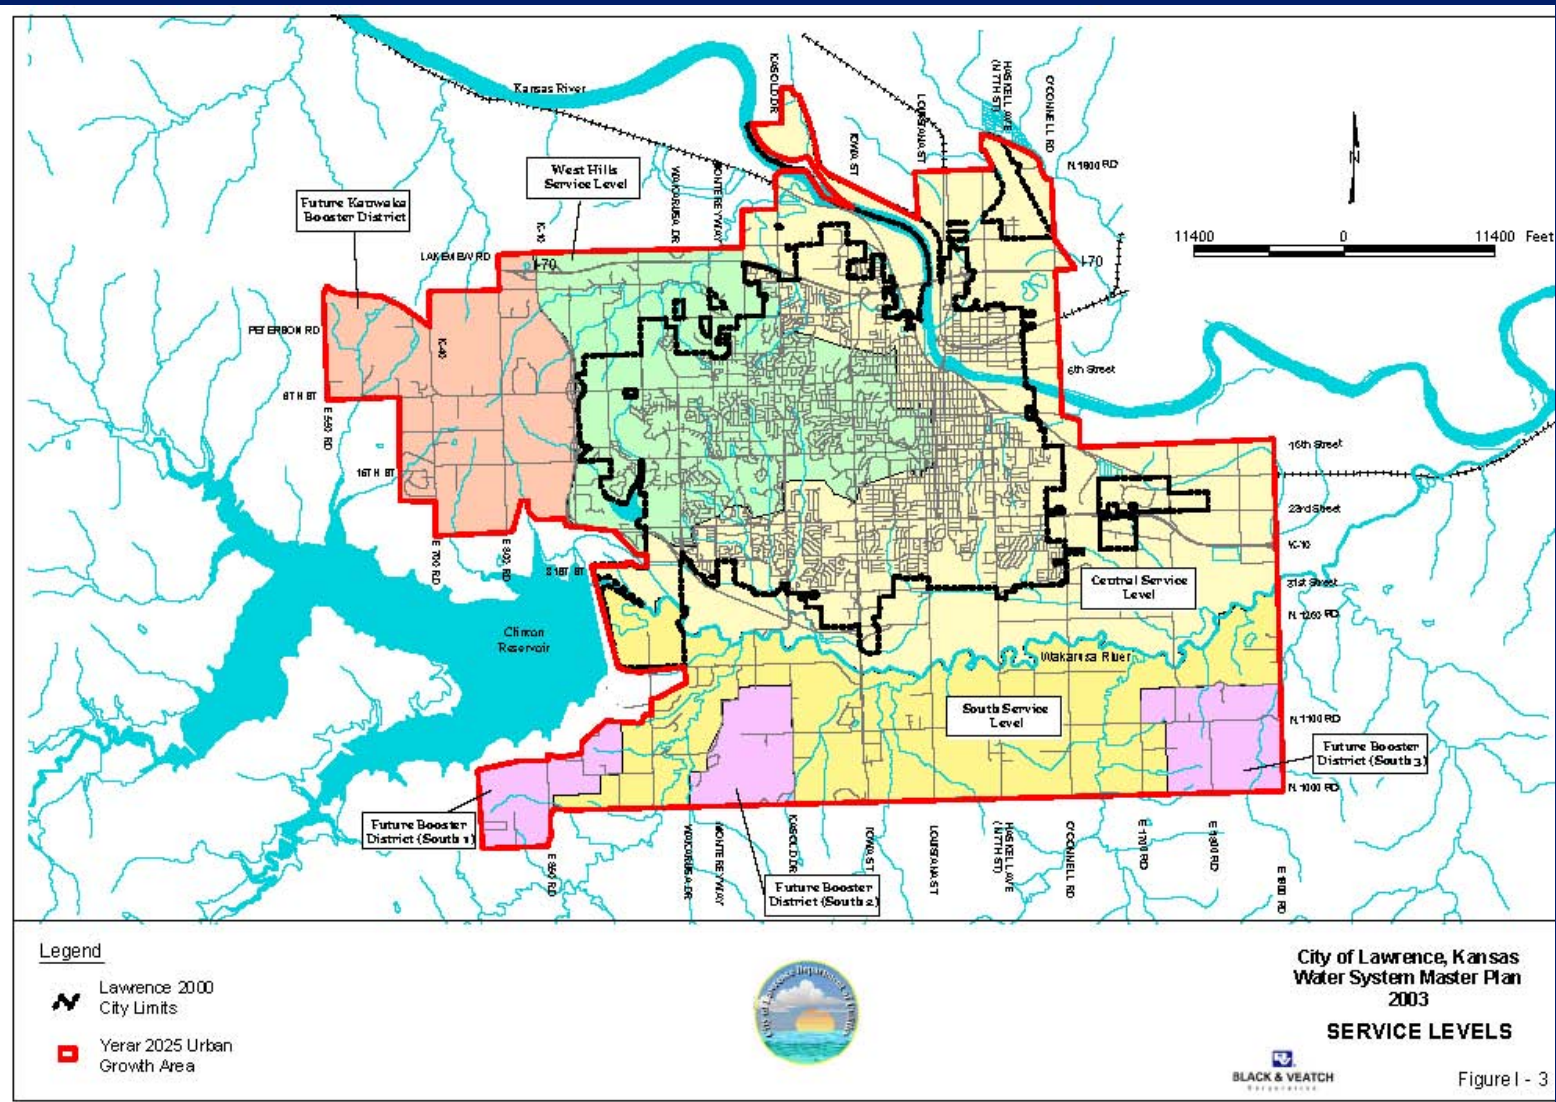 Kansas River
KASOLD DR
IOWA ST
LOUISIANA ST
HASKELL AVE
(N 7TH ST)
O'CONNELL RD
N. 1800 RD
West Hills
Service Level
WAKARUSA DR
MONTEREY WAY
Future Kanwaka
Booster District
K-10
LAKEVIEW RD
I-70
I-70
11400
0
11400 Feet
N
PETERSON RD
K-40
6TH ST
6th Street
E 550 RD
15TH ST
15th Street
23rd Street
K-10
E 700 RD
E 800 RD
31ST ST
31st Street
Central Service
Level
N. 1250 RD
Clinton
Reservoir
Wakarusa River
South Service
Level
N. 1100 RD
Future Booster
District (South 3)
N. 1000 RD
Future Booster
District (South 1)
E 850 RD
WAKARUSA DR
MONTEREY WAY
KASOLD DR
IOWA ST
LOUISIANA ST
HASKELL AVE
(N 7TH ST)
O'CONNELL RD
E 1700 RD
E 1800 RD
E 1900 RD
Future Booster
District (South 2)
Legend
Lawrence 2000
City Limits
Yerar 2025 Urban
Growth Area
City of Lawrence, Kansas
Water System Master Plan
2003
SERVICE LEVELS
BLACK & VEATCH
Corporation
Figure I - 3